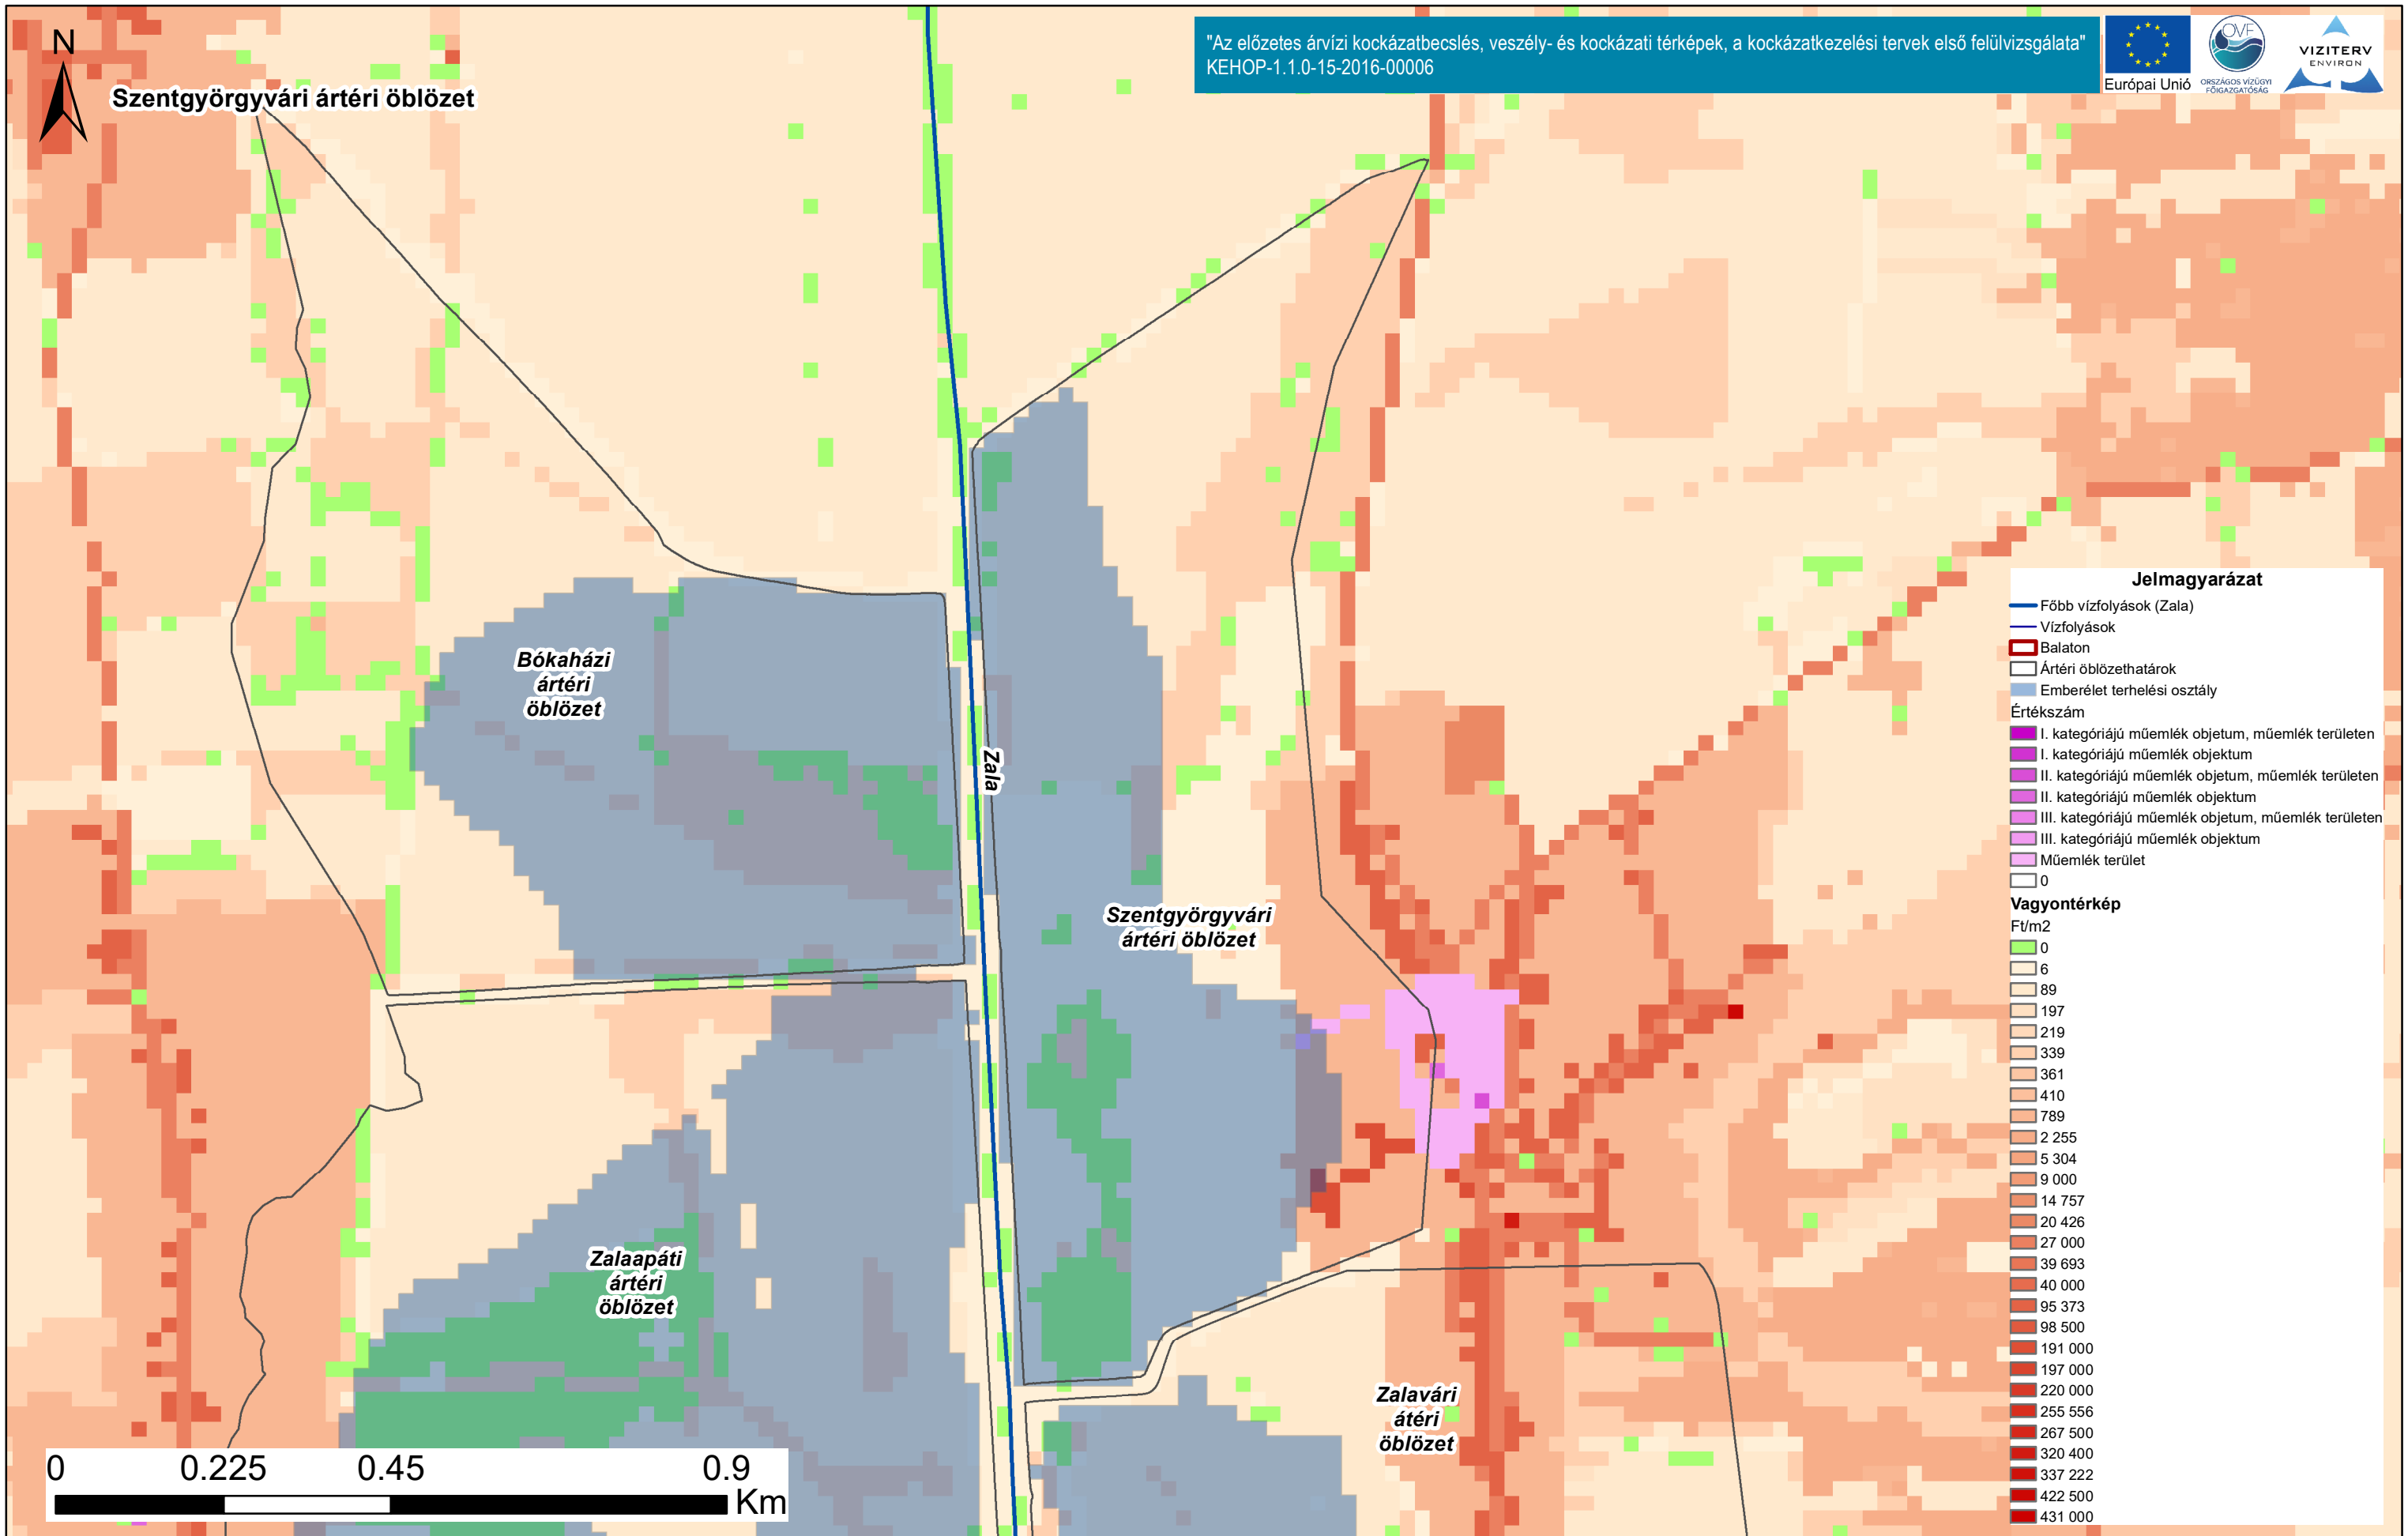 N
Szentgyörgyvári ártéri öblözet
"Az előzetes árvízi kockázatbecslés, veszély- és kockázati térképek, a kockázatkezelési tervek első felülvizsgálata"
KEHOP-1.1.0-15-2016-00006
Európai Unió
OVF
ORSZÁGOS VÍZÜGYI
FŐIGAZGATÓSÁG
VIZITERV
ENVIRON
Bókaházi
ártéri
öblözet
Zala
Szentgyörgyvári
ártéri öblözet
Zalaapáti
ártéri
öblözet
Zalavári
átéri
öblözet
0 0.225 0.45 0.9
Km
Jelmagyarázat
Főbb vízfolyások (Zala)
Vízfolyások
Balaton
Ártéri öblözethatárok
Emberélet terhelési osztály
Értékszám
I. kategóriájú műemlék objetum, műemlék területen
I. kategóriájú műemlék objektum
II. kategóriájú műemlék objetum, műemlék területen
II. kategóriájú műemlék objektum
III. kategóriájú műemlék objetum, műemlék területen
III. kategóriájú műemlék objektum
Műemlék terület
0
Vagyontérkép
Ft/m2
0
6
89
197
219
339
361
410
789
2 255
5 304
9 000
14 757
20 426
27 000
39 693
40 000
95 373
98 500
191 000
197 000
220 000
255 556
267 500
320 400
337 222
422 500
431 000